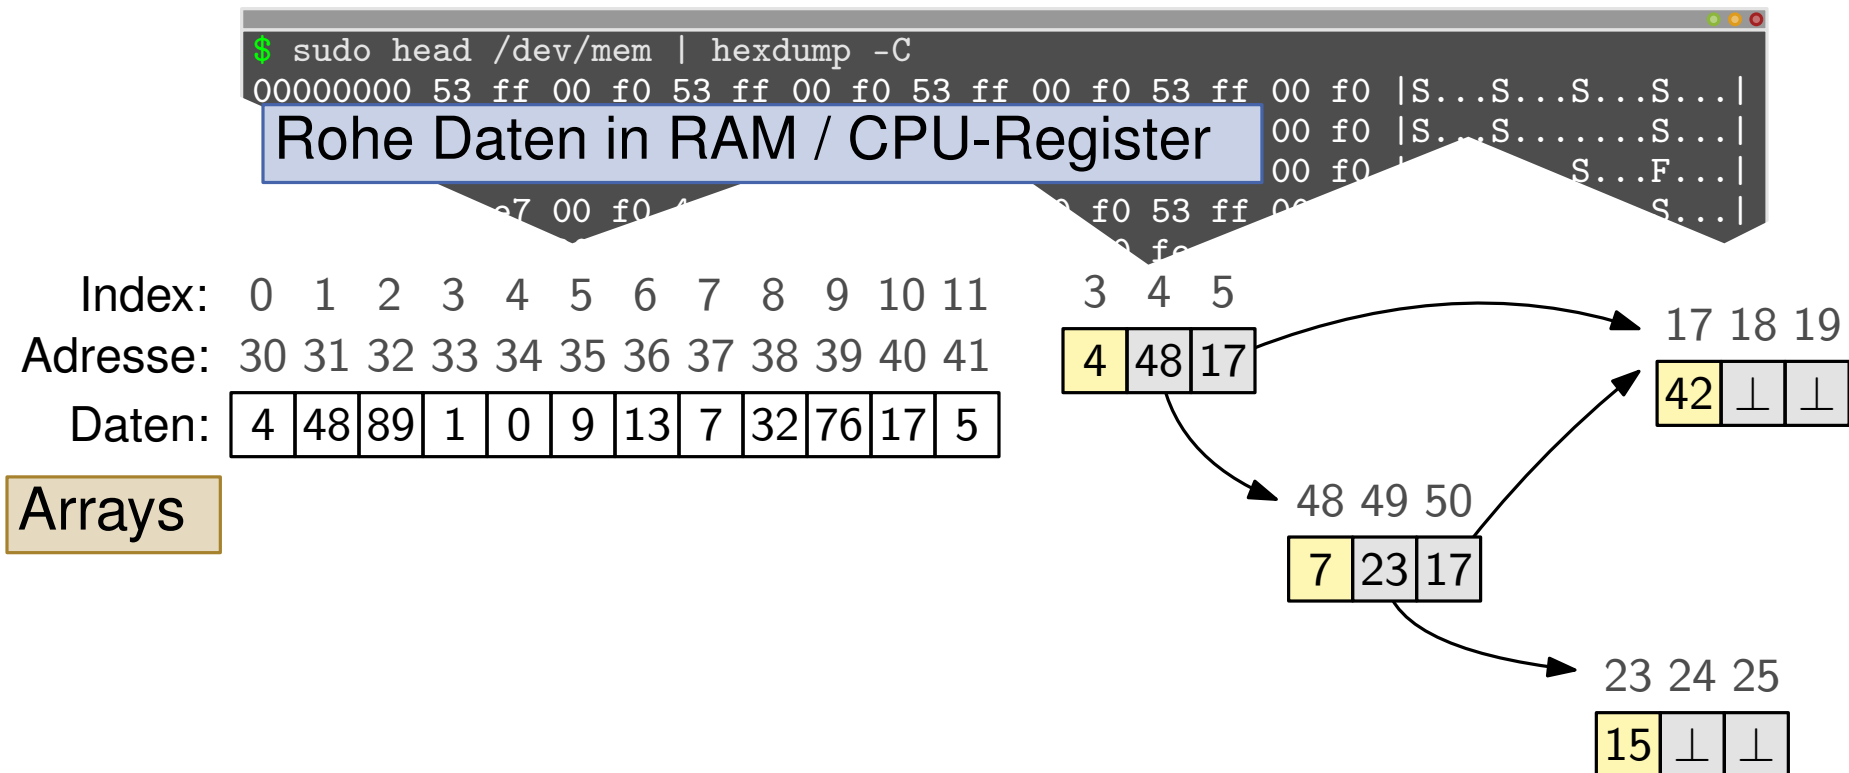 $ sudo head /dev/mem | hexdump -C
00000000 53 ff 00 f0 53 ff 00 f0 53 ff 00 f0 53 ff 00 f0 |S...S...S...S...|
Rohe Daten in RAM / CPU-Register
00 f0 |S...S.......S...|
00 f0
S...F...|
00 f0
f0 53 ff
S...|
Index: 0 1 2 3 4 5 6 7 8 9 10 11
Adresse: 30 31 32 33 34 35 36 37 38 39 40 41
Daten: 4 48 89 1 0 9 13 7 32 76 17 5
Arrays
3 4 5
4 48 17
17 18 19
42 ⊥ ⊥
48 49 50
7 23 17
23 24 25
15 ⊥ ⊥